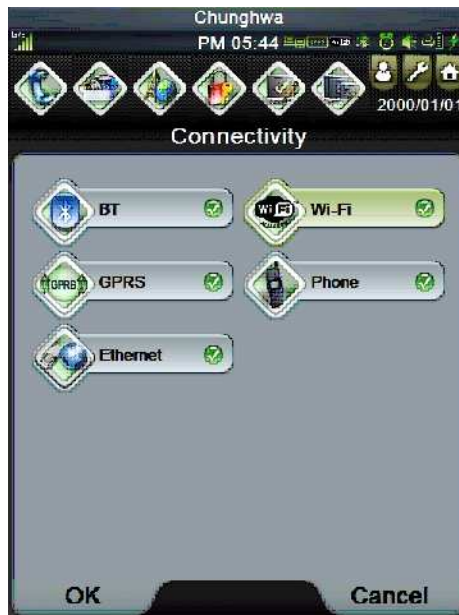 Chunghwa
PM 05:44
2000/01/01
Connectivity
BT
Wi-Fi
GPRS
Phone
Ethernet
OK
Cancel